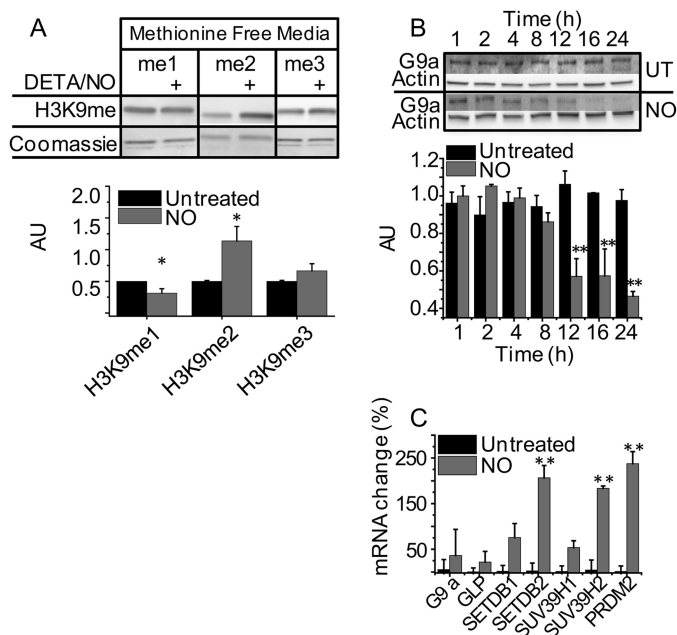 A
Methionine Free Media
me1 me2 me3
DETA/NO + + +
H3K9me
Coomassie
2.0
1.5
1.0
0.5
AU
Untreated
NO
*
*
H3K9me1
H3K9me2
H3K9me3
B
Time (h)
1 2 4 8 12 16 24
G9a
Actin
UT
G9a
Actin
NO
1.2
1.0
0.8
0.6
0.4
AU
Untreated
NO
**
**
**
1 2 4 8 12 16 24
Time (h)
C
mRNA change (%)
250
150
50
Untreated
NO
**
**
**
G9a
GLP
SETDB1
SETDB2
SUV39H1
SUV39H2
PRDM2